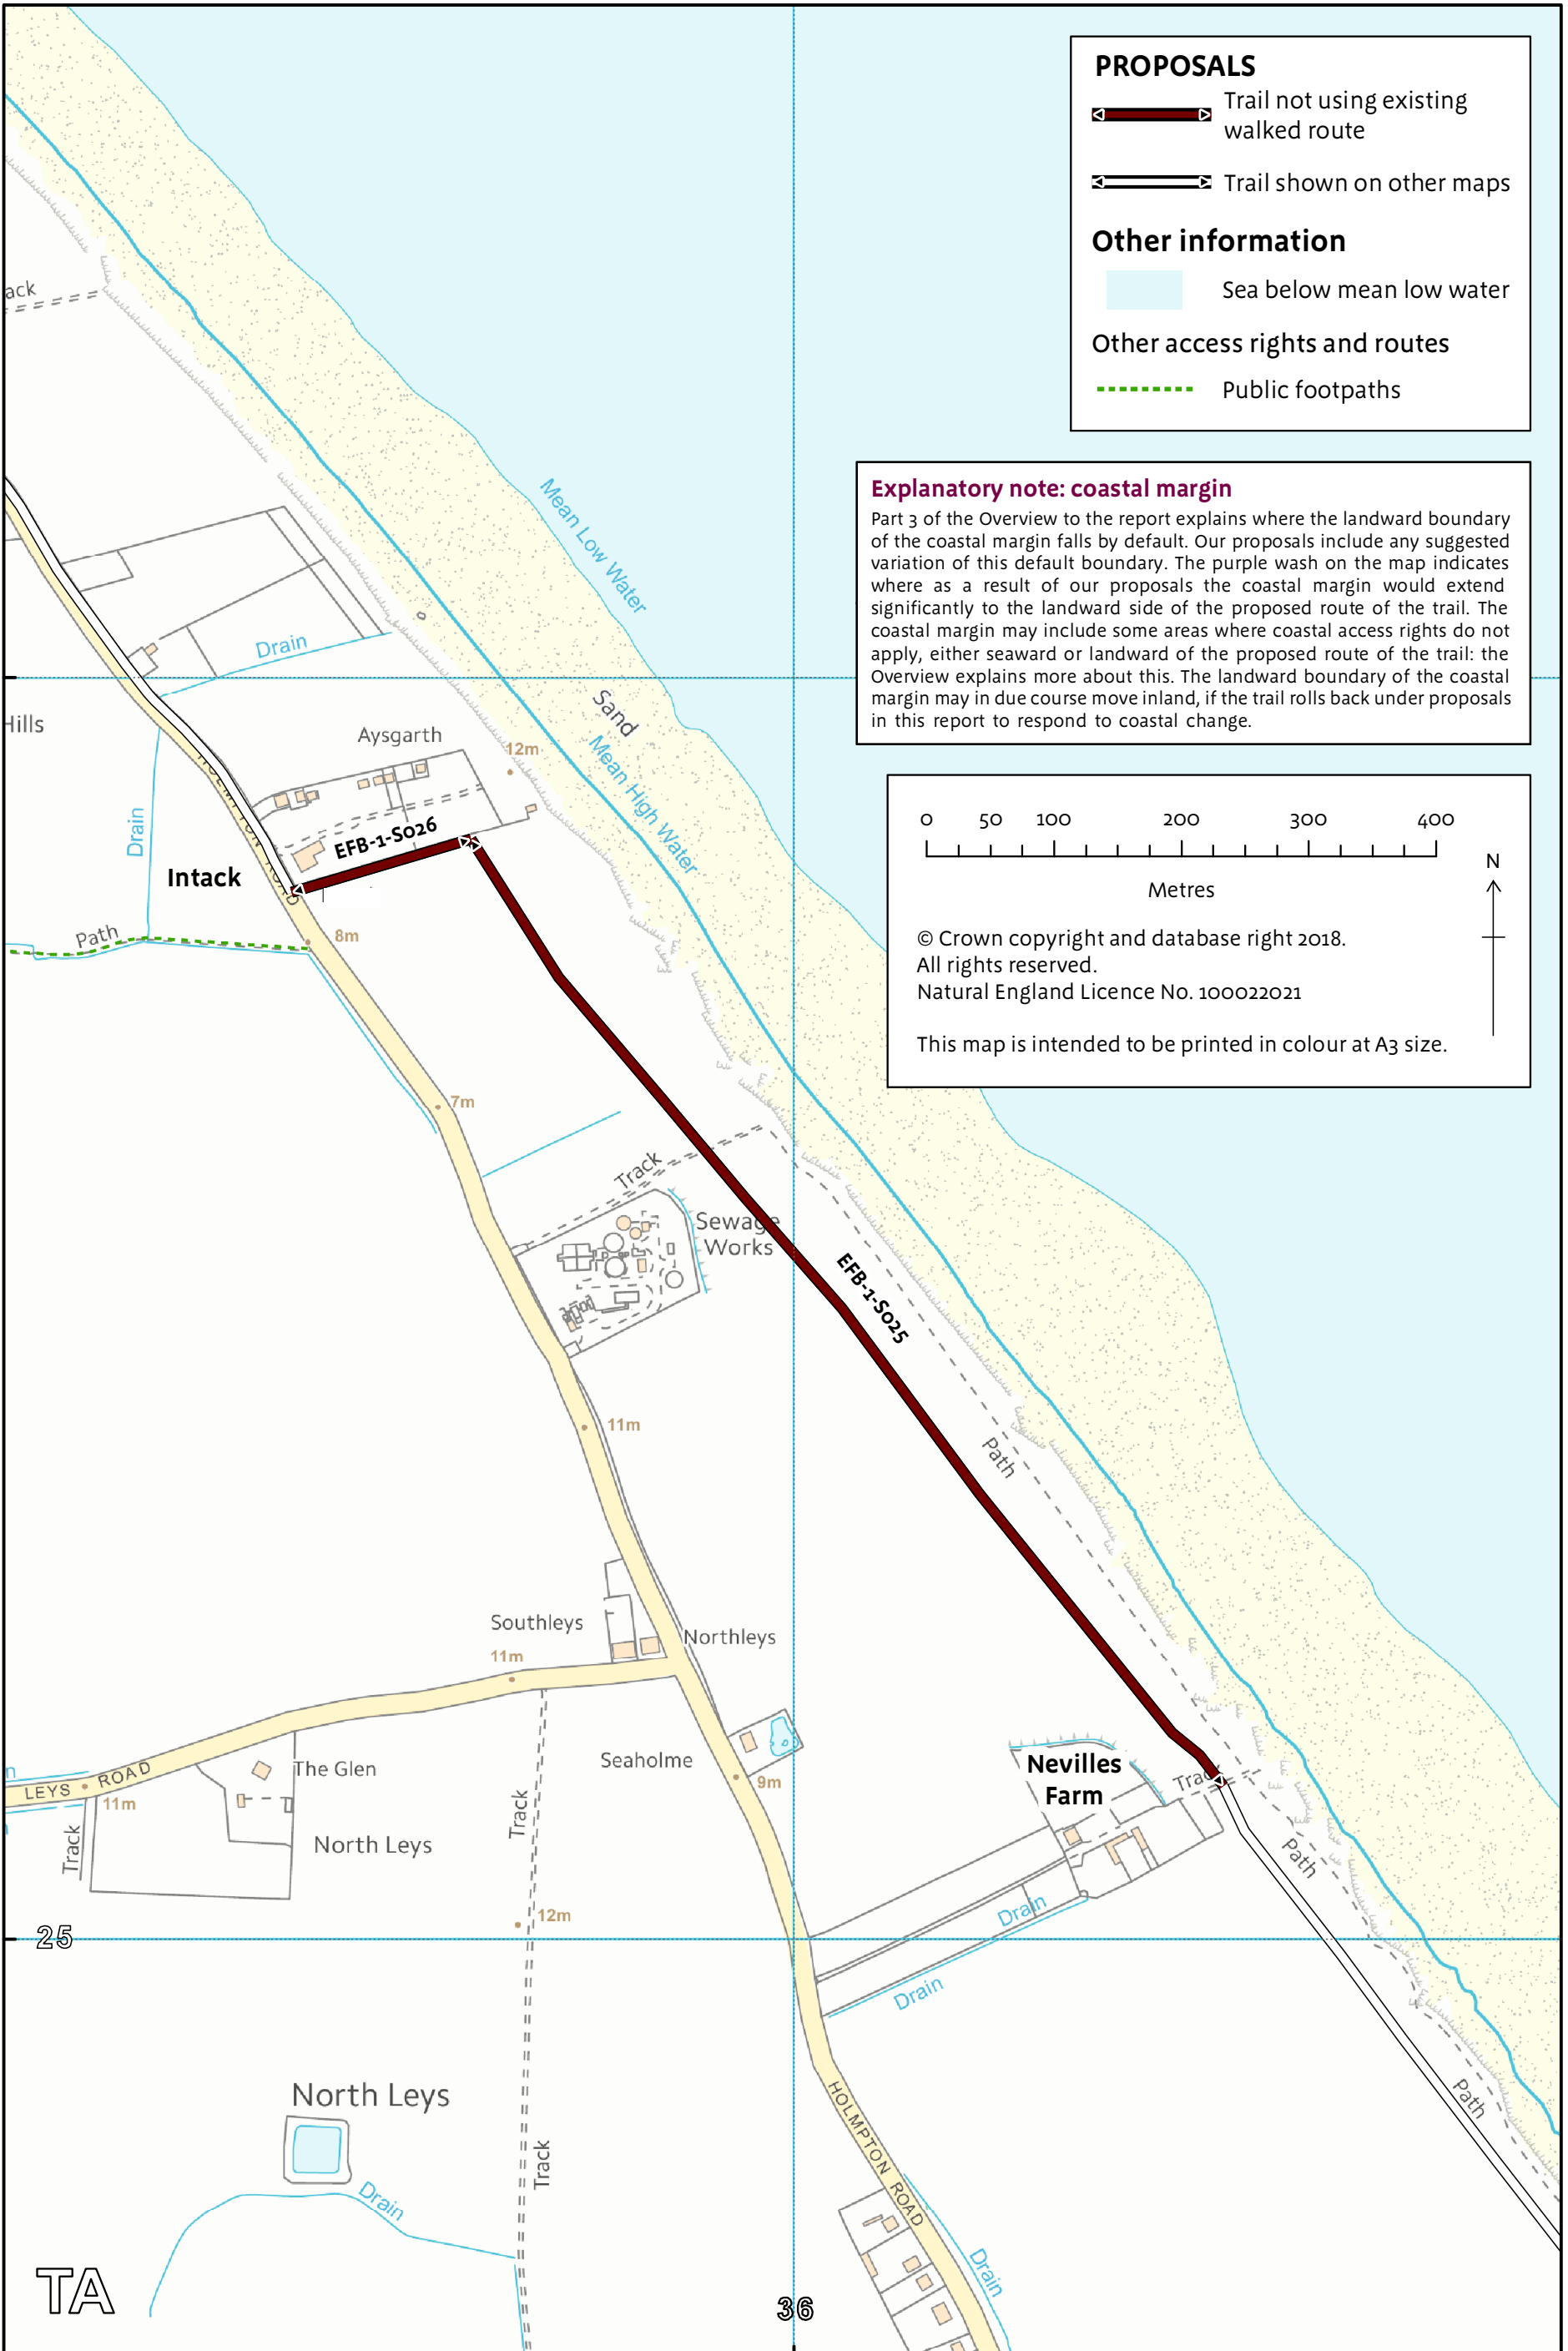 PROPOSALS
Trail not using existing
walked route
Trail shown on other maps
Other information
Sea below mean low water
Other access rights and routes
Public footpaths
Explanatory note: coastal margin
Part 3 of the Overview to the report explains where the landward boundary
of the coastal margin falls by default. Our proposals include any suggested
variation of this default boundary. The purple wash on the map indicates
where as a result of our proposals the coastal margin would extend
significantly to the landward side of the proposed route of the trail. The
coastal margin may include some areas where coastal access rights do not
apply, either seaward or landward of the proposed route of the trail: the
Overview explains more about this. The landward boundary of the coastal
margin may in due course move inland, if the trail rolls back under proposals
in this report to respond to coastal change.
0 50 100 200 300 400
Metres
N
© Crown copyright and database right 2018.
All rights reserved.
Natural England Licence No. 100022021
This map is intended to be printed in colour at A3 size.
ack
Mean Low Water
Drain
Sand
Hills
Aysgarth
12m
Mean High Water
HOLMPTON ROAD
Drain
EFB-1-S026
Intack
Path
8m
7m
Track
Sewage
Works
EFB-1-S025
11m
Path
Southleys
Northleys
11m
Seaholme
9m
Nevilles
Farm
Track
The Glen
LEYS ROAD
11m
n
Track
Track
North Leys
Path
12m
Drain
25
Drain
North Leys
Path
Track
HOLMPTON ROAD
Drain
Drain
TA
36